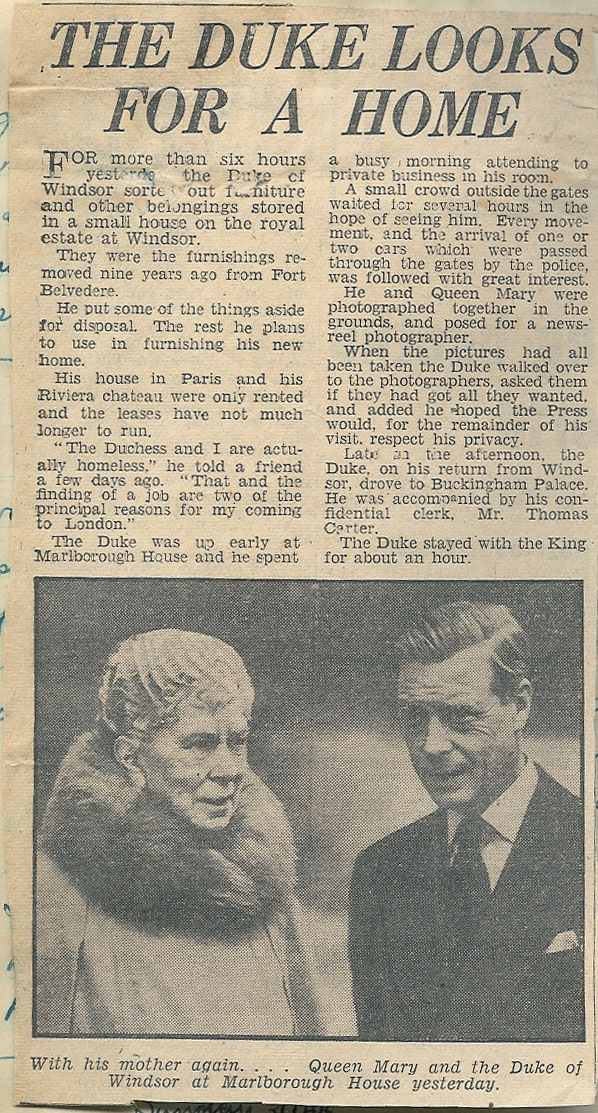 THE DUKE LOOKS
FOR A HOME
FOR more than six hours
yesterda the Duke of
Windsor sorte out furniture
and other belongings stored
in a small house on the royal
estate at Windsor.
They were the furnishings re-
moved nine years ago from Fort
Belvedere.
He put some of the things aside
for disposal. The rest he plans
to use in furnishing his new
home.
His house in Paris and his
Riviera chateau were only rented
and the leases have not much
longer to run.
"The Duchess and I are actu-
ally homeless," he told a friend
a few days ago. "That and the
finding of a job are two of the
principal reasons for my coming
to London."
The Duke was up early at
Marlborough House and he spent
a busy morning attending to
private business in his room.
A small crowd outside the gates
waited for several hours in the
hope of seeing him. Every move-
ment, and the arrival of one or
two cars which were passed
through the gates by the police,
was followed with great interest.
He and Queen Mary were
photographed together in the
grounds, and posed for a news-
reel photographer.
When the pictures had all
been taken the Duke walked over
to the photographers, asked them
if they had got all they wanted,
and added he hoped the Press
would, for the remainder of his
visit, respect his privacy.
Late in the afternoon, the
Duke, on his return from Wind-
sor, drove to Buckingham Palace.
He was accompanied by his con-
fidential clerk, Mr. Thomas
Carter.
The Duke stayed with the King
for about an hour.
With his mother again. . . . Queen Mary and the Duke of
Windsor at Marlborough House yesterday.